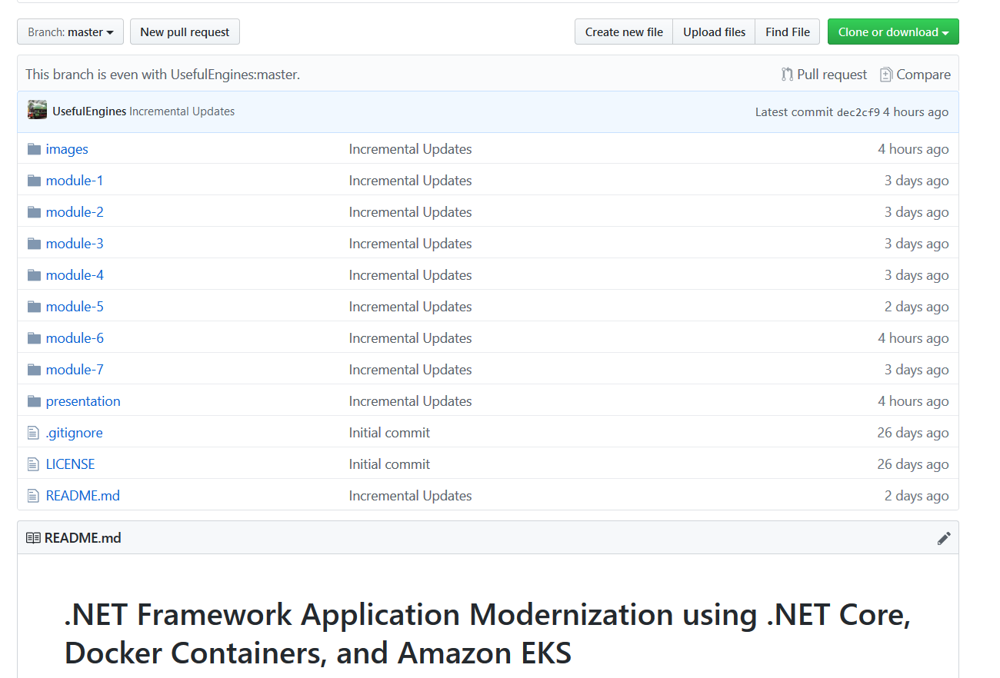 Branch: master New pull request Create new file Upload files Find File Clone or download
This branch is even with UsefulEngines:master. Pull request Compare
UsefulEngines Incremental Updates Latest commit dec2cf9 4 hours ago
images Incremental Updates 4 hours ago
module-1 Incremental Updates 3 days ago
module-2 Incremental Updates 3 days ago
module-3 Incremental Updates 3 days ago
module-4 Incremental Updates 3 days ago
module-5 Incremental Updates 2 days ago
module-6 Incremental Updates 4 hours ago
module-7 Incremental Updates 3 days ago
presentation Incremental Updates 4 hours ago
.gitignore Initial commit 26 days ago
LICENSE Initial commit 26 days ago
README.md Incremental Updates 2 days ago
README.md
.NET Framework Application Modernization using .NET Core,
Docker Containers, and Amazon EKS